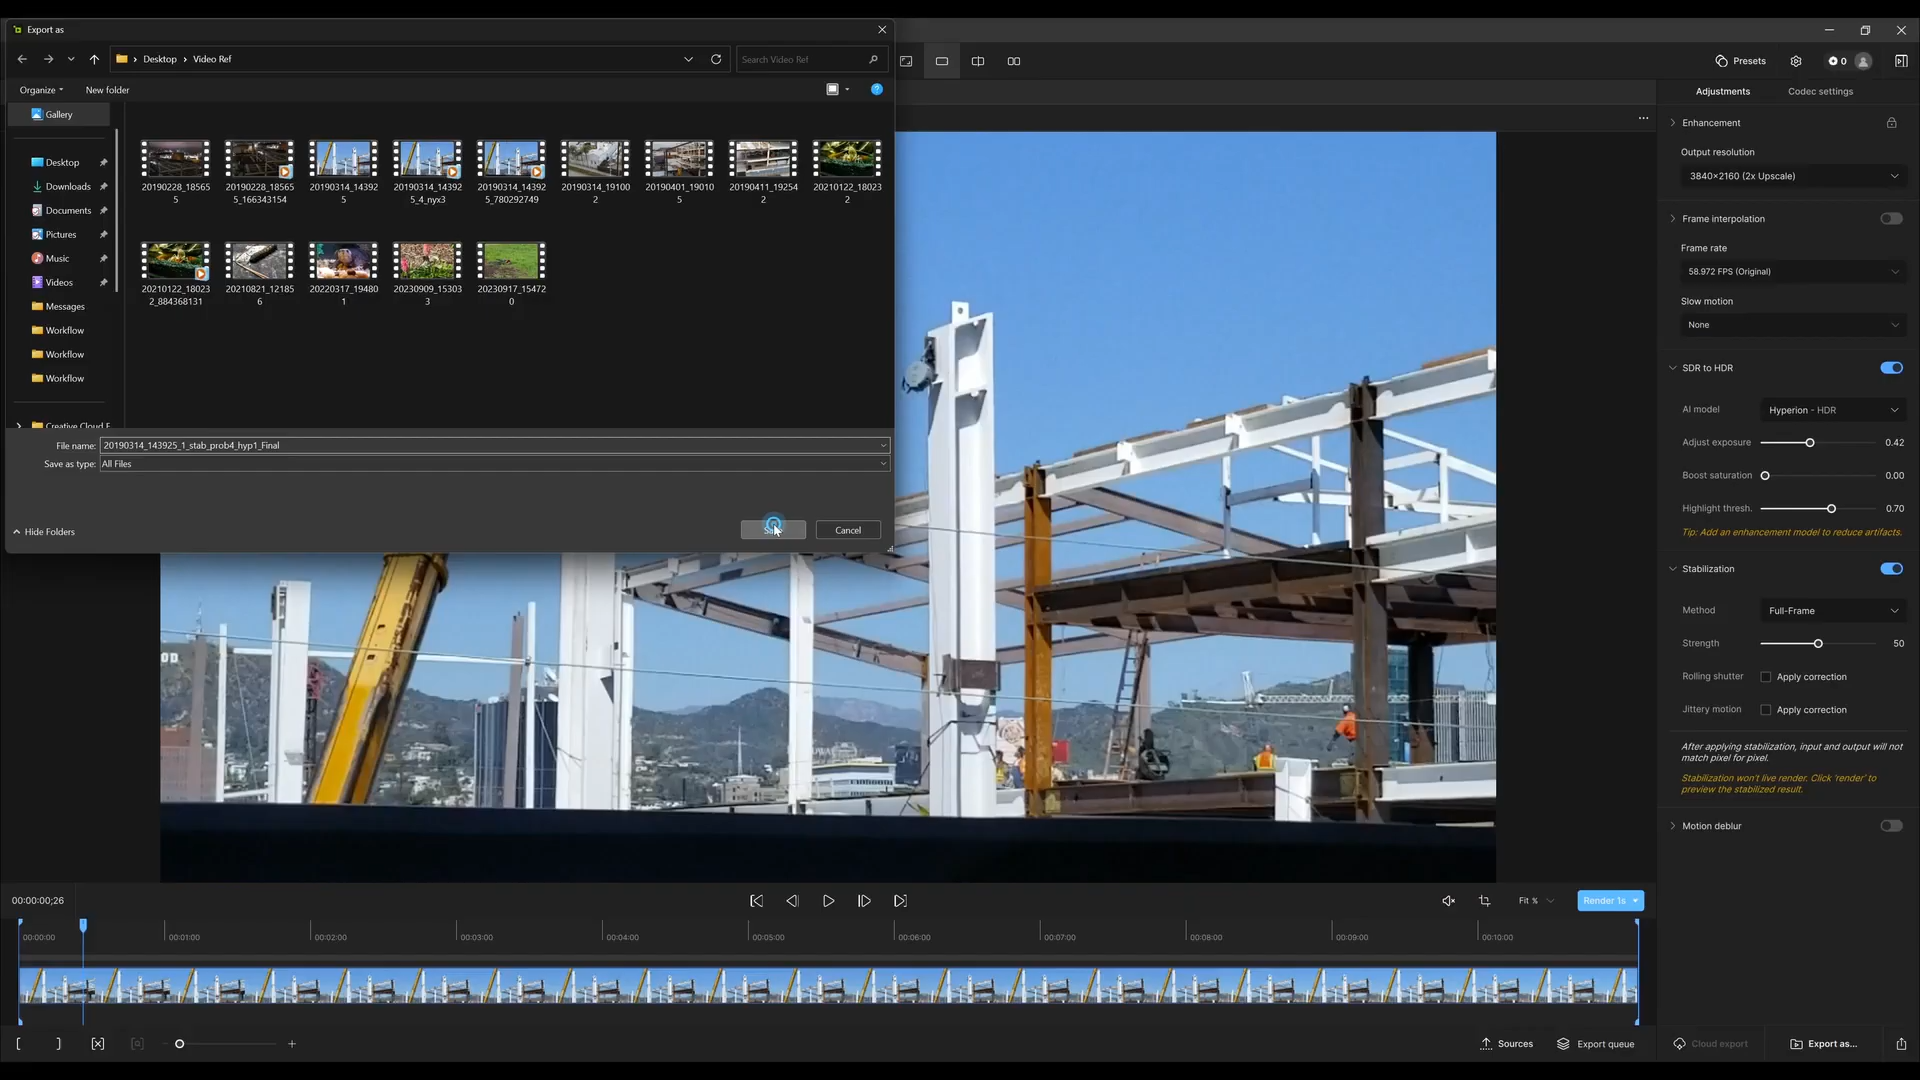 Export as
Desktop › Video Ref
Search Video Ref
Organize
New folder
Gallery
Desktop
Downloads
Documents
Pictures
Music
Videos
Messages
Workflow
Workflow
Workflow
20190228_18565
5
20190228_18565
5_166343154
20190314_14392
5
20190314_14392
5_4_nyx3
20190314_14392
5_780292749
20190314_19100
2
20190401_19010
5
20190411_19254
2
20210122_18023
2
20210122_18023
2_884368131
20210821_12185
6
20220317_19480
1
20230909_15303
3
20230917_15472
0
File name: 20190314_143925_1_stab_prob4_hyp1_Final
Save as type: All Files
Hide Folders
Cancel
Presets
0
Adjustments
Codec settings
Enhancement
Output resolution
3840×2160 (2x Upscale)
Frame interpolation
Frame rate
58.972 FPS (Original)
Slow motion
None
SDR to HDR
AI model
Hyperion - HDR
Adjust exposure
0.42
Boost saturation
0.00
Highlight thresh.
0.70
Tip: Add an enhancement model to reduce artifacts.
Stabilization
Method
Full-Frame
Strength
50
Rolling shutter
Apply correction
Jittery motion
Apply correction
After applying stabilization, input and output will not
match pixel for pixel.
Stabilization won't live render. Click 'render' to
preview the stabilized result.
Motion deblur
00:00:00;26
Fit %
Render 1s
00:00:00
00:01:00
00:02:00
00:03:00
00:04:00
00:05:00
00:06:00
00:07:00
00:08:00
00:09:00
00:10:00
Sources
Export queue
Cloud export
Export as...